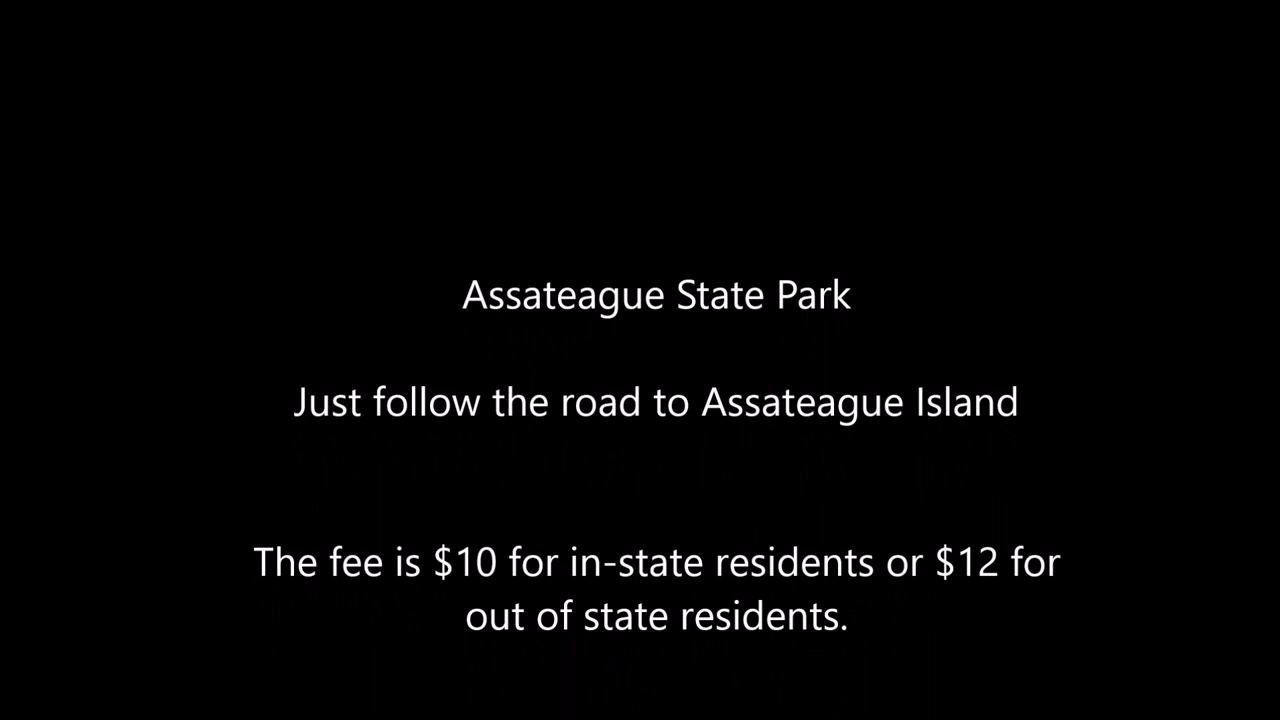 Assateague State Park
Just follow the road to Assateague Island
The fee is $10 for in-state residents or $12 for
out of state residents.